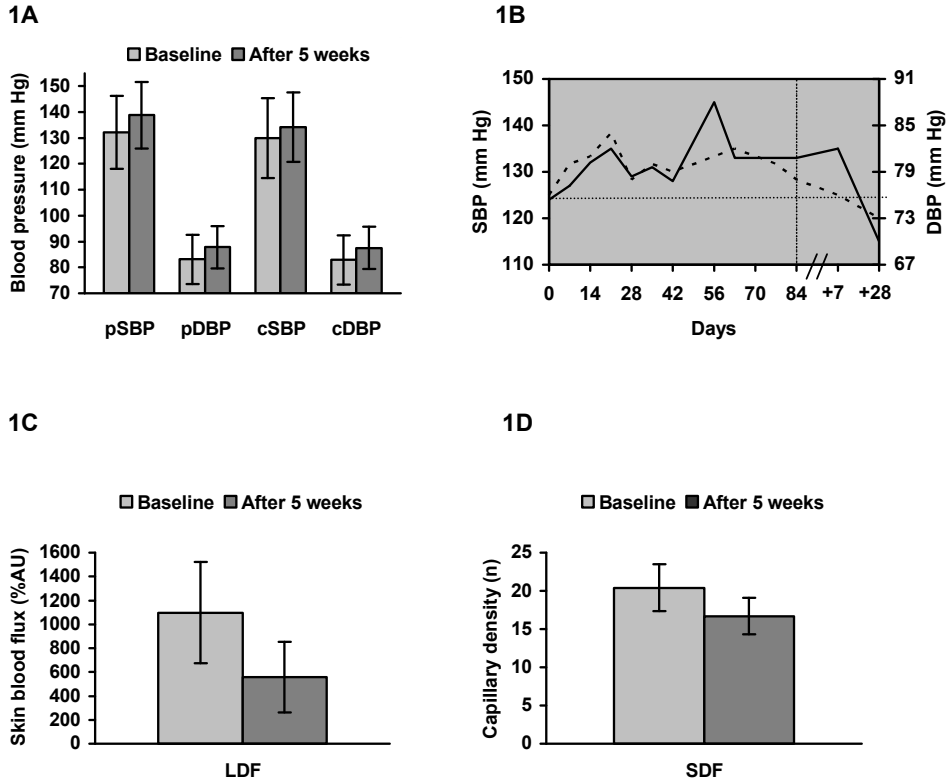 1A
Baseline After 5 weeks
Blood pressure (mm Hg)
150
140
130
120
110
100
90
80
70
pSBP pDBP cSBP cDBP
1B
SBP (mm Hg)
150
140
130
120
110
DBP (mm Hg)
91
85
79
73
67
0 14 28 42 56 70 84 +7 +28
Days
1C
Baseline After 5 weeks
Skin blood flux (%AU)
1600
1400
1200
1000
800
600
400
200
0
LDF
1D
Baseline After 5 weeks
Capillary density (n)
25
20
15
10
5
0
SDF